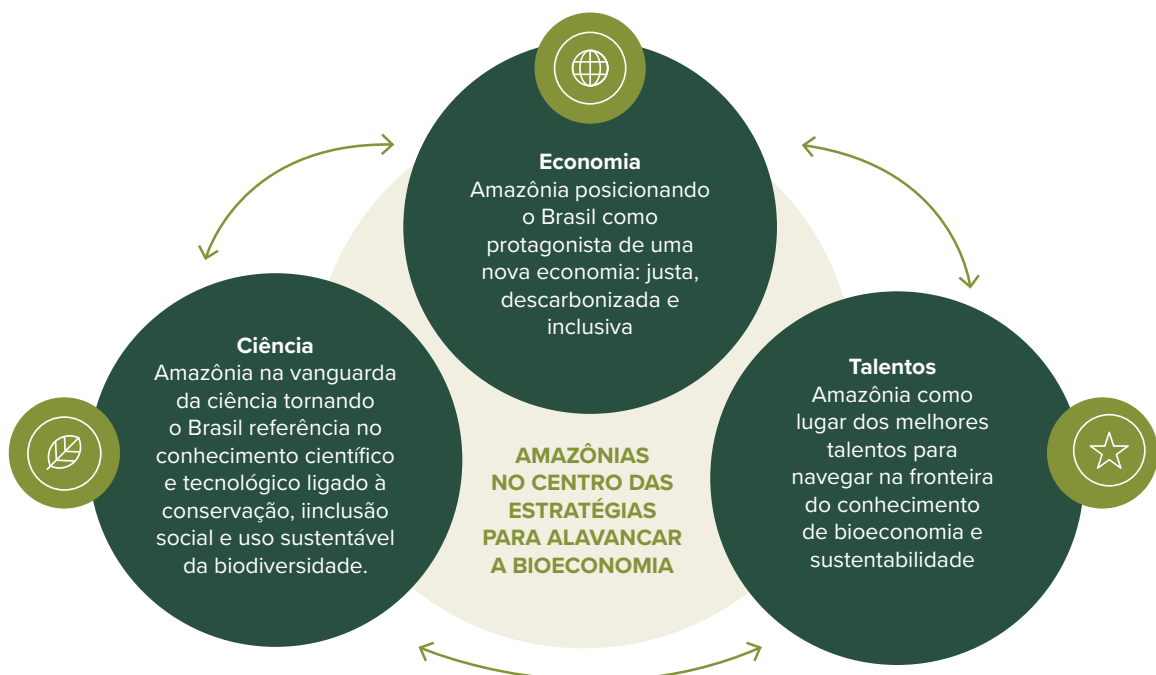 Economia
Amazônia posicionando
o Brasil como
protagonista de uma
nova economia: justa,
descarbonizada e
inclusiva
Ciência
Amazônia na vanguarda
da ciência tornando
o Brasil referência no
conhecimento científico
e tecnológico ligado à
conservação, iinclusão
social e uso sustentável
da biodiversidade.
AMAZÔNIAS
NO CENTRO DAS
ESTRATÉGIAS
PARA ALAVANCAR
A BIOECONOMIA
Talentos
Amazônia como
lugar dos melhores
talentos para
navegar na fronteira
do conhecimento
de bioeconomia e
sustentabilidade